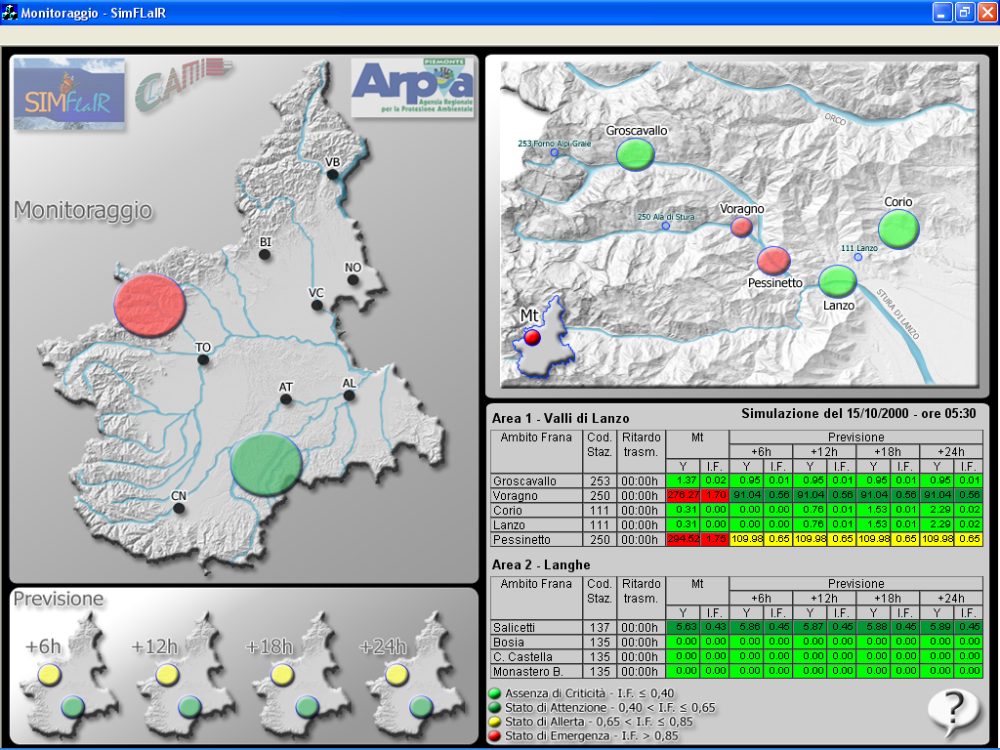 Monitoraggio - SimFLaIR
SIMFLaIR
CAMIS
PIEMONTE
Arpa
Agenzia Regionale
per la Protezione Ambientale
Monitoraggio
VB
BI
NO
VC
TO
AT
AL
CN
Previsione
+6h
+12h
+18h
+24h
ORCO
Groscavallo
253 Forno Alpi Graie
Corio
Voragno
250 Ala di Stura
111 Lanzo
Pessinetto
Lanzo
STURA DI LANZO
Mt
Area 1 - Valli di Lanzo Simulazione del 15/10/2000 - ore 05:30
Ambito Frana Cod. Staz. Ritardo trasm. Mt Previsione
+6h +12h +18h +24h
Y I.F. Y I.F. Y I.F. Y I.F. Y I.F.
Groscavallo 253 00:00h 1.37 0.02 0.95 0.01 0.95 0.01 0.95 0.01 0.95 0.01
Voragno 250 00:00h 276.27 1.70 91.04 0.56 91.04 0.56 91.04 0.56 91.04 0.56
Corio 111 00:00h 0.31 0.00 0.00 0.00 0.76 0.01 1.53 0.01 2.29 0.02
Lanzo 111 00:00h 0.31 0.00 0.00 0.00 0.76 0.01 1.53 0.01 2.29 0.02
Pessinetto 250 00:00h 294.52 1.75 109.98 0.65 109.98 0.65 109.98 0.65 109.98 0.65
Area 2 - Langhe
Ambito Frana Cod. Staz. Ritardo trasm. Mt Previsione
+6h +12h +18h +24h
Y I.F. Y I.F. Y I.F. Y I.F. Y I.F.
Salicetti 137 00:00h 5.63 0.43 5.86 0.45 5.87 0.45 5.88 0.45 5.89 0.45
Bosia 135 00:00h 0.00 0.00 0.00 0.00 0.00 0.00 0.00 0.00 0.00 0.00
C. Castella 135 00:00h 0.00 0.00 0.00 0.00 0.00 0.00 0.00 0.00 0.00 0.00
Monastero B. 135 00:00h 0.00 0.00 0.00 0.00 0.00 0.00 0.00 0.00 0.00 0.00
Assenza di Criticità - I.F. ≤ 0,40
Stato di Attenzione - 0,40 < I.F. ≤ 0,65
Stato di Allerta - 0,65 < I.F. ≤ 0,85
Stato di Emergenza - I.F. > 0,85
?